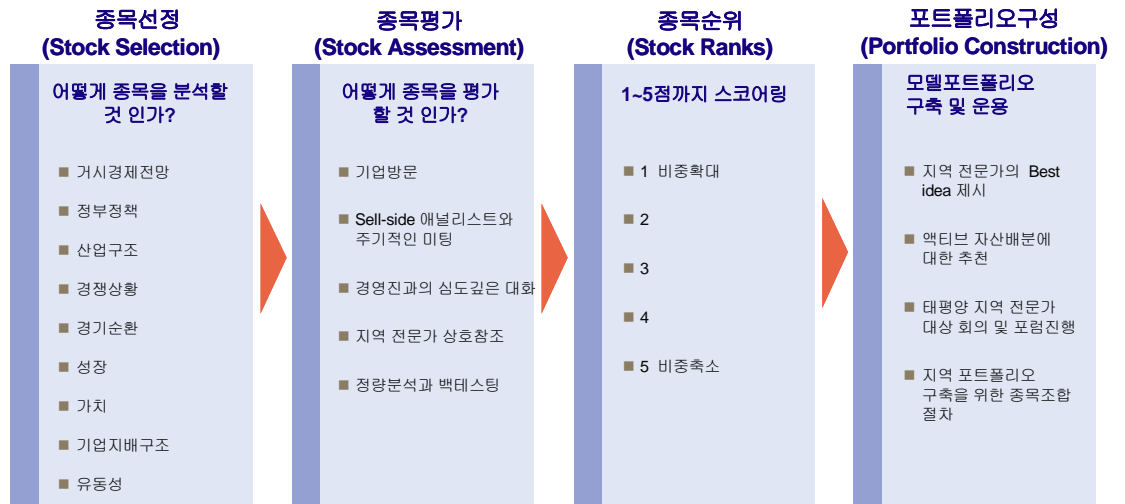 종목선정
(Stock Selection)
어떻게 종목을 분석할
것 인가?
거시경제전망
정부정책
산업구조
경쟁상황
경기순환
성장
가치
기업지배구조
유동성
종목평가
(Stock Assessment)
어떻게 종목을 평가
할 것 인가?
기업방문
Sell-side 애널리스트와
주기적인 미팅
경영진과의 심도깊은 대화
지역 전문가 상호참조
정량분석과 백테스팅
종목순위
(Stock Ranks)
1~5점까지 스코어링
1 비중확대
2
3
4
5 비중축소
포트폴리오구성
(Portfolio Construction)
모델포트폴리오
구축 및 운용
지역 전문가의 Best
idea 제시
액티브 자산배분에
대한 추천
태평양 지역 전문가
대상 회의 및 포럼진행
지역 포트폴리오
구축을 위한 종목조합
절차